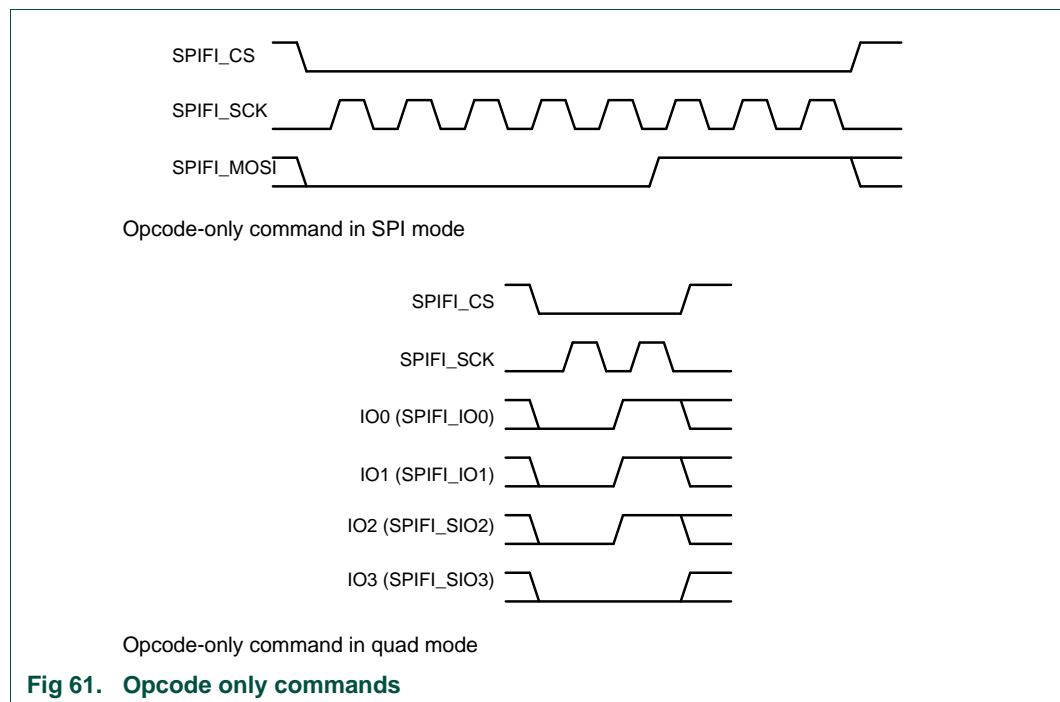 SPIFI_CS
SPIFI_SCK
SPIFI_MOSI
Opcode-only command in SPI mode
SPIFI_CS
SPIFI_SCK
IO0 (SPIFI_IO0)
IO1 (SPIFI_IO1)
IO2 (SPIFI_SIO2)
IO3 (SPIFI_SIO3)
Opcode-only command in quad mode
Fig 61. Opcode only commands